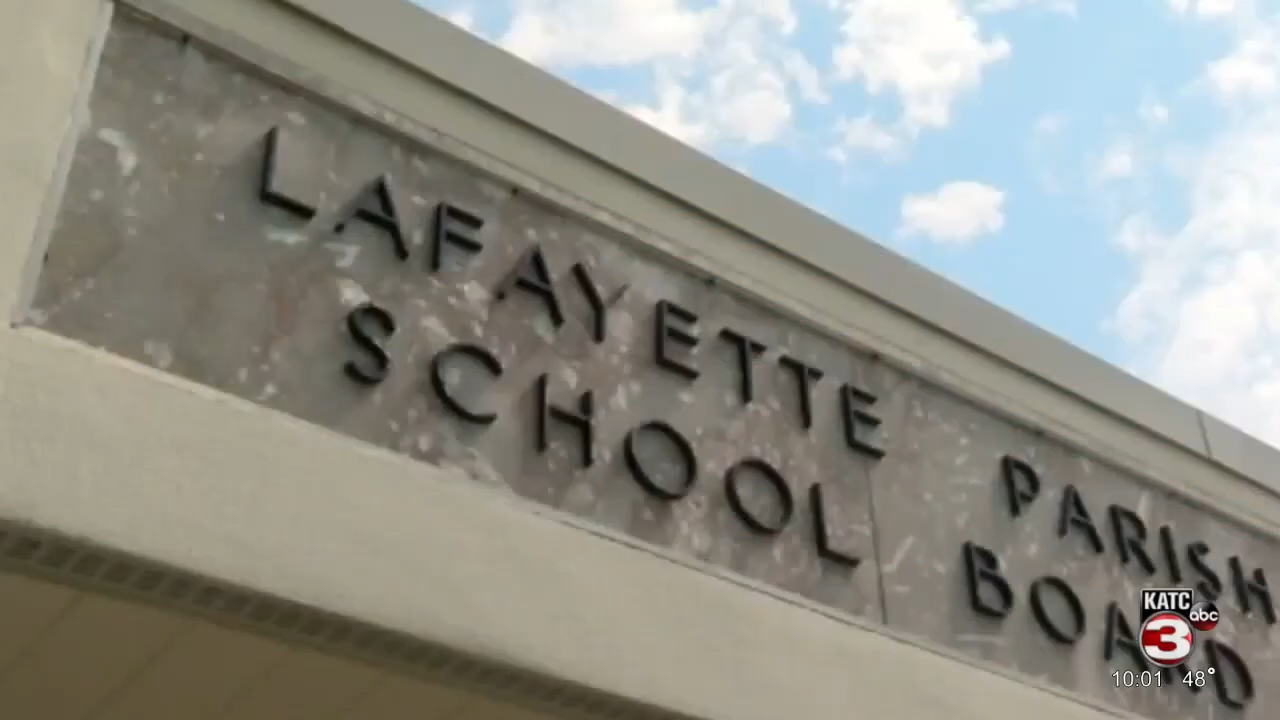 LAFAYETTE PARISH
SCHOOL BOARD
KATC
abc
3
10:01 48°